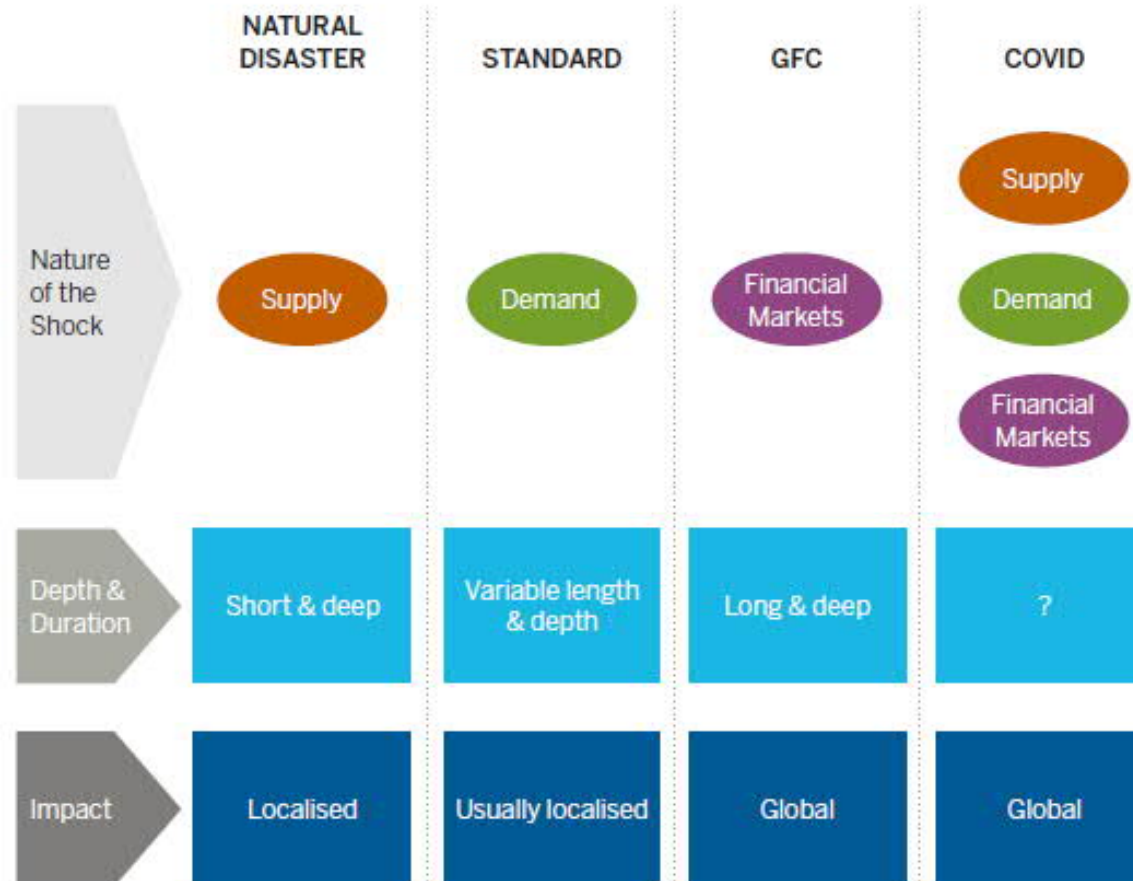 NATURAL
DISASTER
STANDARD
GFC
COVID
Nature
of the
Shock
Supply
Demand
Financial
Markets
Supply
Demand
Financial
Markets
Depth &
Duration
Short & deep
Variable length
& depth
Long & deep
?
Impact
Localised
Usually localised
Global
Global